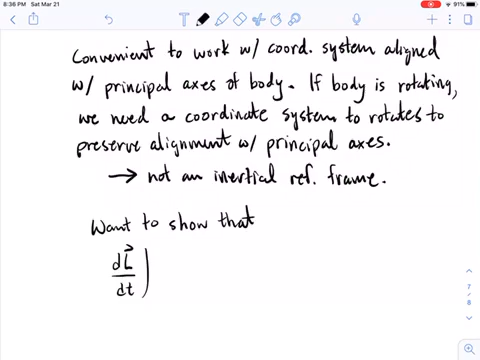 8:36 PM Sat Mar 21
91%
Convenient to work w/ coord. system aligned
w/ principal axes of body. If body is rotating,
we need a coordinate system to rotates to
preserve alignment w/ principal axes.
→ not an inertial ref. frame.
Want to show that
dL⃗/dt |
7/8